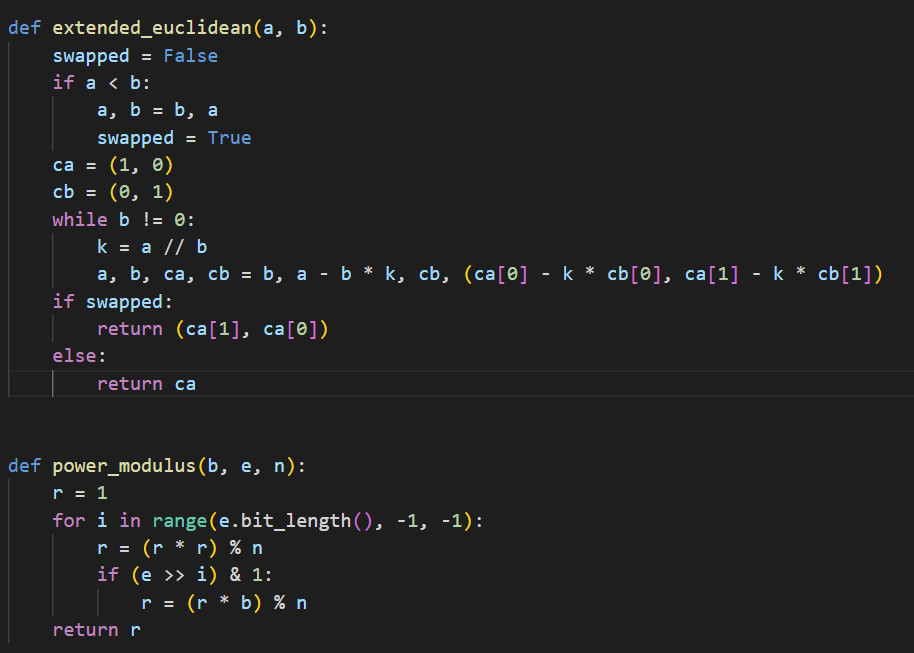 def extended_euclidean(a, b):
    swapped = False
    if a < b:
        a, b = b, a
        swapped = True
    ca = (1, 0)
    cb = (0, 1)
    while b != 0:
        k = a // b
        a, b, ca, cb = b, a - b * k, cb, (ca[0] - k * cb[0], ca[1] - k * cb[1])
    if swapped:
        return (ca[1], ca[0])
    else:
        return ca
def power_modulus(b, e, n):
    r = 1
    for i in range(e.bit_length(), -1, -1):
        r = (r * r) % n
        if (e >> i) & 1:
            r = (r * b) % n
    return r